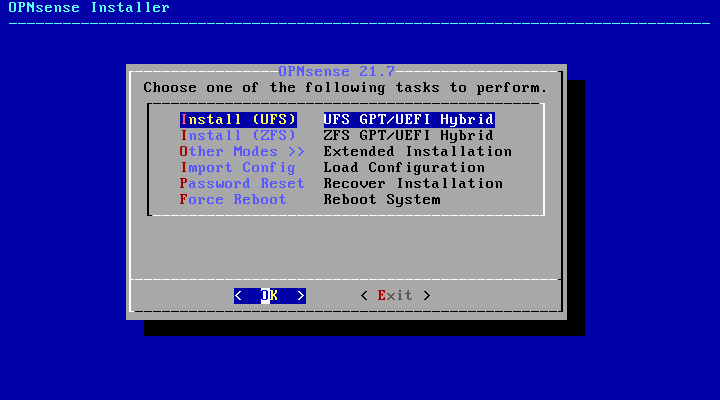 OPNsense Installer
OPNsense 21.7
Choose one of the following tasks to perform.
Install (UFS) UFS GPT/UEFI Hybrid
Install (ZFS) ZFS GPT/UEFI Hybrid
Other Modes >> Extended Installation
Import Config Load Configuration
Password Reset Recover Installation
Force Reboot Reboot System
< OK > < Exit >